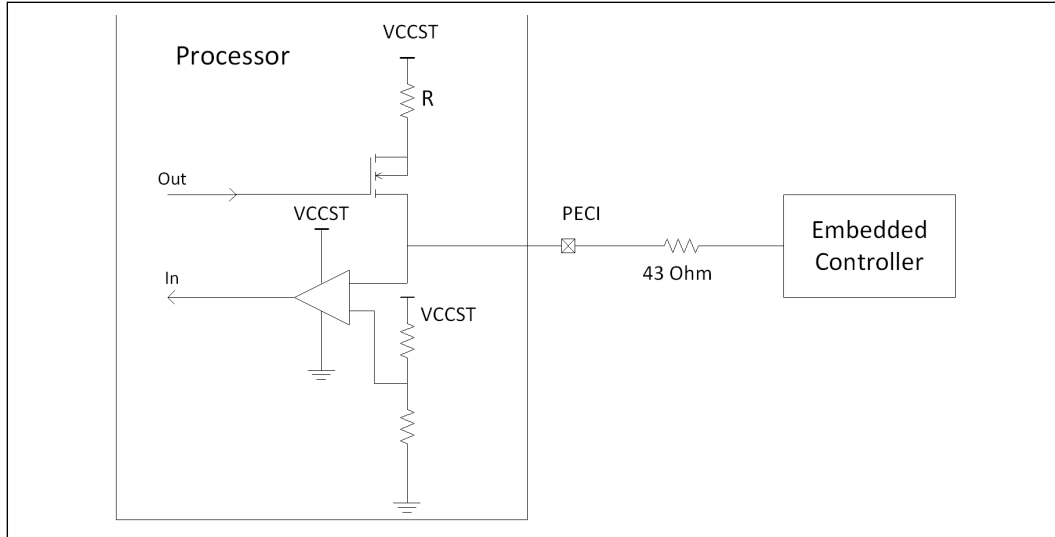 Processor
VCCST
R
Out
VCCST
PECI
Embedded
Controller
43 Ohm
In
VCCST